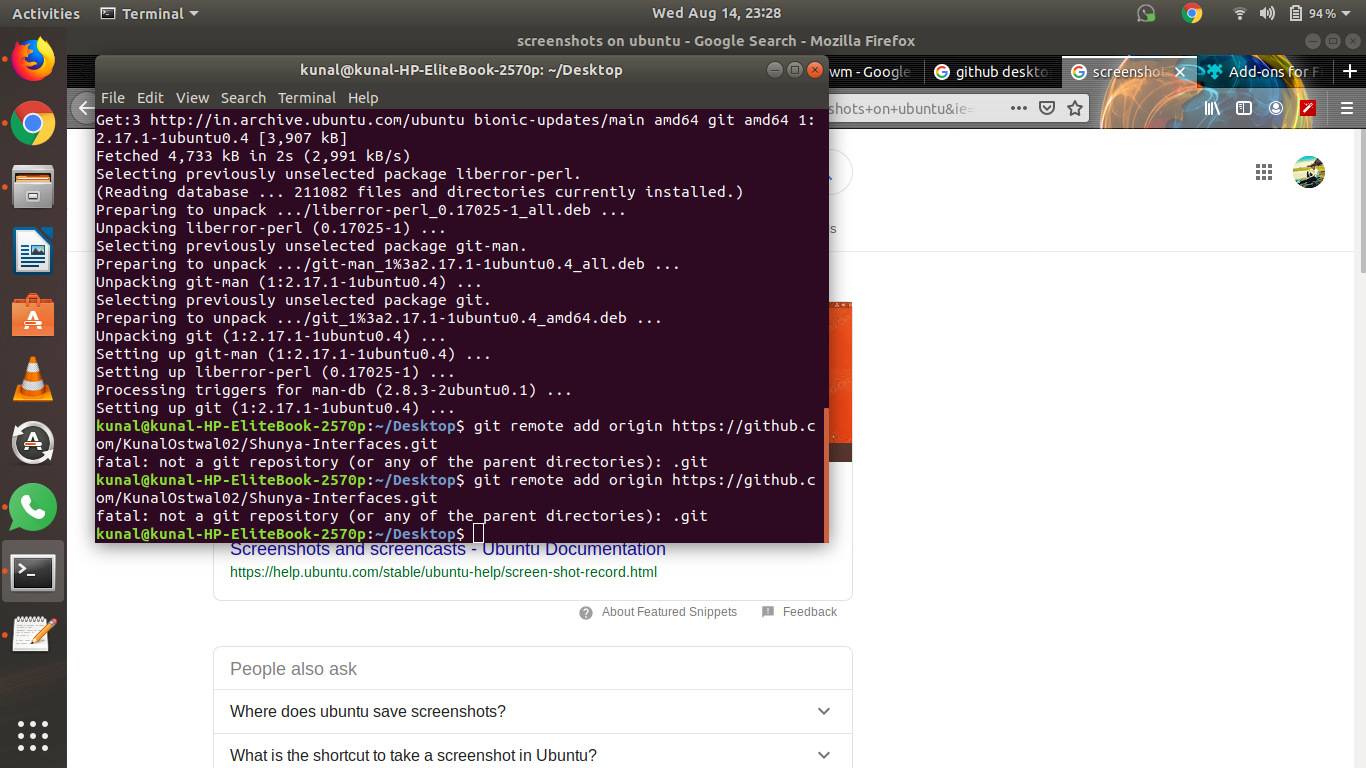 Activities
Terminal
Wed Aug 14, 23:28
94 %
screenshots on ubuntu - Google Search - Mozilla Firefox
kunal@kunal-HP-EliteBook-2570p: ~/Desktop
wm - Google
github deskto
screenshot
Add-ons for F
File Edit View Search Terminal Help
shots+on+ubuntu&ie=
Get:3 http://in.archive.ubuntu.com/ubuntu bionic-updates/main amd64 git amd64 1:
2.17.1-1ubuntu0.4 [3,907 kB]
Fetched 4,733 kB in 2s (2,991 kB/s)
Selecting previously unselected package liberror-perl.
(Reading database ... 211082 files and directories currently installed.)
Preparing to unpack .../liberror-perl_0.17025-1_all.deb ...
Unpacking liberror-perl (0.17025-1) ...
Selecting previously unselected package git-man.
Preparing to unpack .../git-man_1%3a2.17.1-1ubuntu0.4_all.deb ...
Unpacking git-man (1:2.17.1-1ubuntu0.4) ...
Selecting previously unselected package git.
Preparing to unpack .../git_1%3a2.17.1-1ubuntu0.4_amd64.deb ...
Unpacking git (1:2.17.1-1ubuntu0.4) ...
Setting up git-man (1:2.17.1-1ubuntu0.4) ...
Setting up liberror-perl (0.17025-1) ...
Processing triggers for man-db (2.8.3-2ubuntu0.1) ...
Setting up git (1:2.17.1-1ubuntu0.4) ...
kunal@kunal-HP-EliteBook-2570p:~/Desktop$ git remote add origin https://github.c
om/KunalOstwal02/Shunya-Interfaces.git
fatal: not a git repository (or any of the parent directories): .git
kunal@kunal-HP-EliteBook-2570p:~/Desktop$ git remote add origin https://github.c
om/KunalOstwal02/Shunya-Interfaces.git
fatal: not a git repository (or any of the parent directories): .git
kunal@kunal-HP-EliteBook-2570p:~/Desktop$
Screenshots and screencasts - Ubuntu Documentation
https://help.ubuntu.com/stable/ubuntu-help/screen-shot-record.html
About Featured Snippets
Feedback
People also ask
Where does ubuntu save screenshots?
What is the shortcut to take a screenshot in Ubuntu?